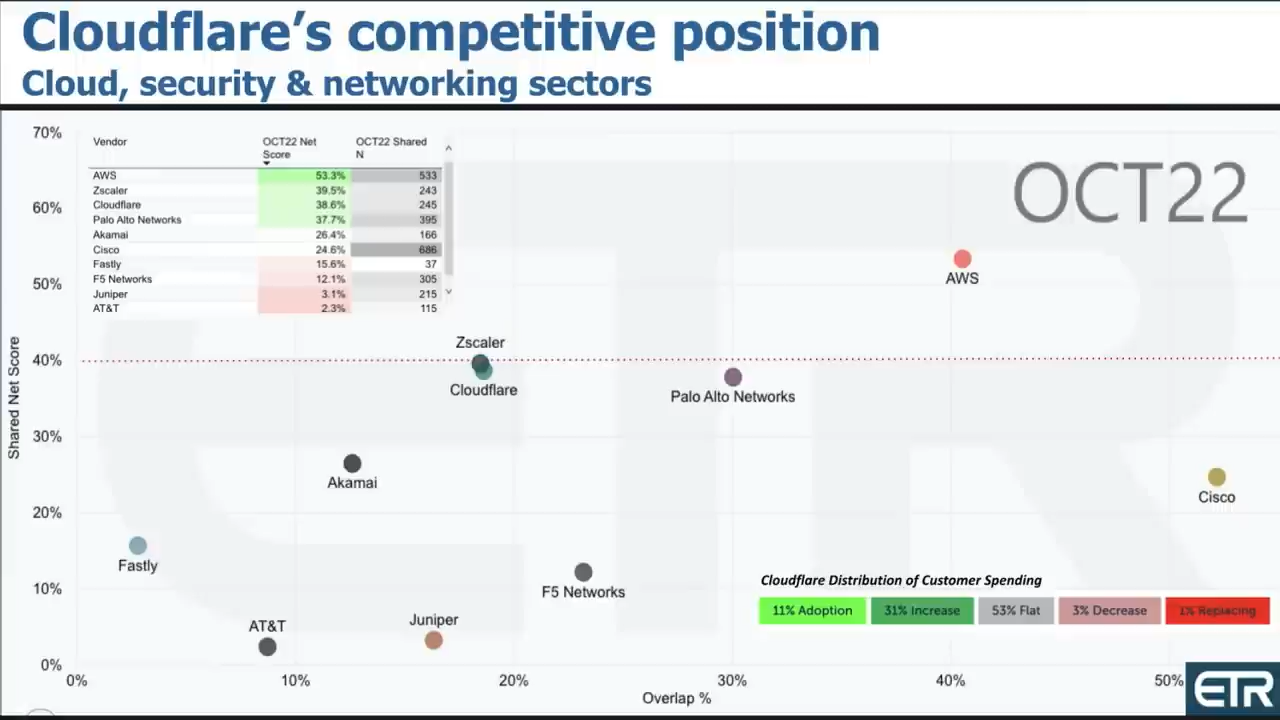 Cloudflare's competitive position
Cloud, security & networking sectors
OCT22
Vendor OCT22 Net Score OCT22 Shared N
AWS 53.3% 533
Zscaler 39.5% 243
Cloudflare 38.6% 245
Palo Alto Networks 37.7% 395
Akamai 26.4% 166
Cisco 24.6% 686
Fastly 15.6% 37
F5 Networks 12.1% 305
Juniper 3.1% 215
AT&T 2.3% 115
Shared Net Score
70%
60%
50%
40%
30%
20%
10%
0%
AWS
Zscaler
Cloudflare
Palo Alto Networks
Akamai
Cisco
Fastly
F5 Networks
Juniper
AT&T
Cloudflare Distribution of Customer Spending
11% Adoption 31% Increase 53% Flat 3% Decrease 1% Replacing
0% 10% 20% 30% 40% 50%
Overlap %
ETR